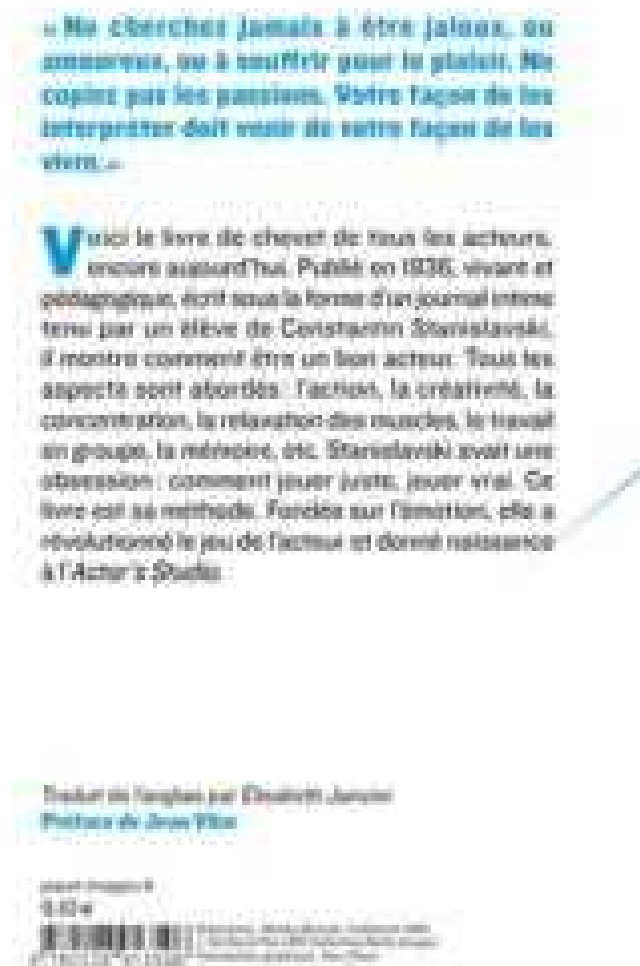 « Ne cherchez jamais à être jaloux, ou
amoureux, ou à souffrir pour le plaisir. Ne
copiez pas les passions. Votre façon de les
interpréter doit venir de votre façon de les
vivre. »
Voici le livre de chevet de tous les acteurs,
encore aujourd'hui. Publié en 1936, vivant et
pédagogique, écrit sous la forme d'un journal intime
tenu par un élève de Constantin Stanislavski,
il montre comment être un bon acteur. Tous les
aspects sont abordés : l'action, la créativité, la
concentration, la relaxation des muscles, le travail
en groupe, la mémoire, etc. Stanislavski avait une
obsession : comment jouer juste, jouer vrai. Ce
livre est sa méthode. Fondée sur l'émotion, elle a
révolutionné le jeu de l'acteur et donné naissance
à l'Actor's Studio.
Traduit de l'anglais par Élisabeth Janvier
Préface de Jean Vilar